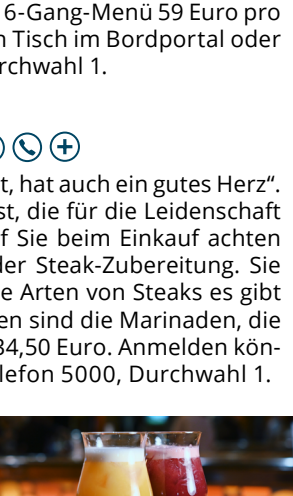 6-Gang-Menü 59 Euro pro
Tisch im Bordportal oder
rchwahl 1.
t, hat auch ein gutes Herz“.
st, die für die Leidenschaft
f Sie beim Einkauf achten
der Steak-Zubereitung. Sie
e Arten von Steaks es gibt
en sind die Marinaden, die
34,50 Euro. Anmelden kön-
lefon 5000, Durchwahl 1.